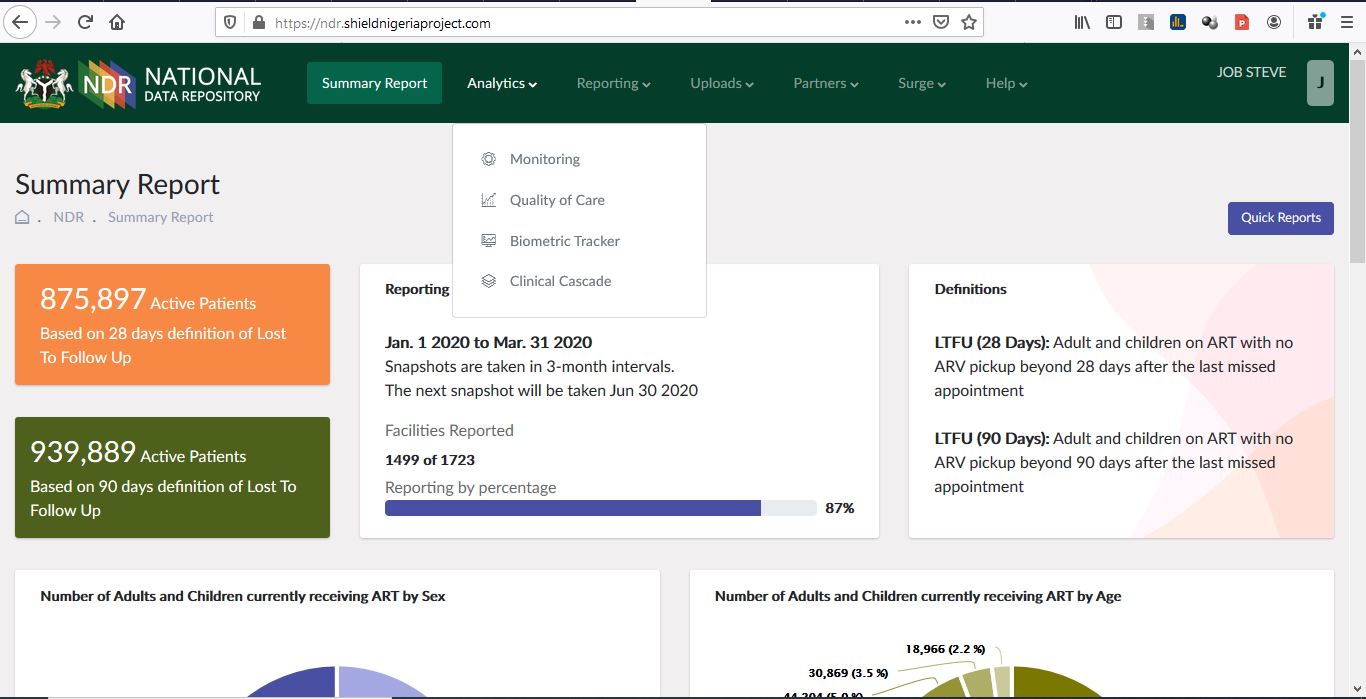 https://ndr.shieldnigeriaproject.com
NDR NATIONAL DATA REPOSITORY
Summary Report
Analytics
Reporting
Uploads
Partners
Surge
Help
JOB STEVE
J
Monitoring
Quality of Care
Biometric Tracker
Clinical Cascade
Summary Report
NDR . Summary Report
Quick Reports
875,897 Active Patients
Based on 28 days definition of Lost
To Follow Up
939,889 Active Patients
Based on 90 days definition of Lost To
Follow Up
Reporting
Jan. 1 2020 to Mar. 31 2020
Snapshots are taken in 3-month intervals.
The next snapshot will be taken Jun 30 2020
Facilities Reported
1499 of 1723
Reporting by percentage
87%
Definitions
LTFU (28 Days): Adult and children on ART with no
ARV pickup beyond 28 days after the last missed
appointment
LTFU (90 Days): Adult and children on ART with no
ARV pickup beyond 90 days after the last missed
appointment
Number of Adults and Children currently receiving ART by Sex
Number of Adults and Children currently receiving ART by Age
18,966 (2.2 %)
30,869 (3.5 %)